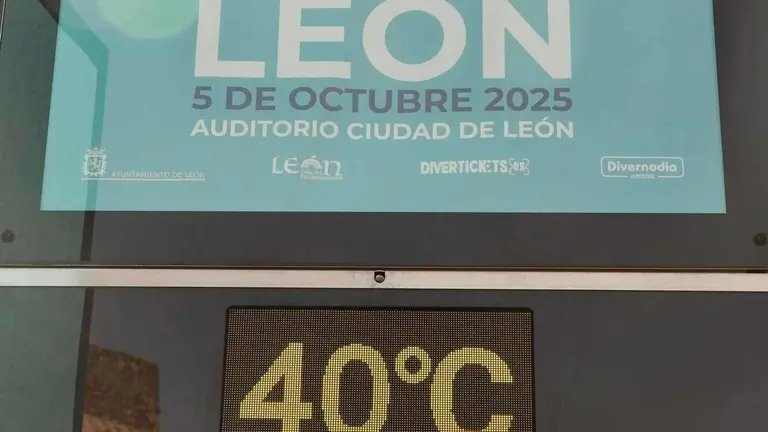 LEÓN
5 DE OCTUBRE 2025
AUDITORIO CIUDAD DE LEÓN
AYUNTAMIENTO DE LEÓN
LEÓN
DIVERTICKETS.ES
Divernodia
40°C